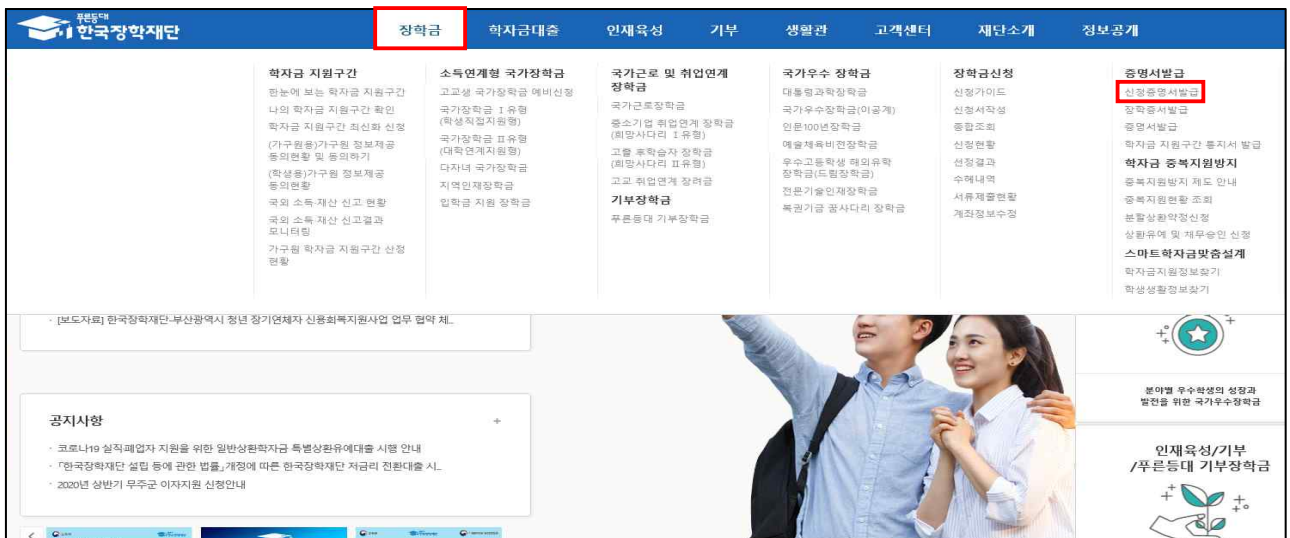 푸른등대
한국장학재단
장학금 학자금대출 인재육성 기부 생활관 고객센터 재단소개 정보공개
학자금 지원구간
한눈에 보는 학자금 지원구간
나의 학자금 지원구간 확인
학자금 지원구간 최신화 신청
(가구원용)가구원 정보제공
동의현황 및 동의하기
(학생용)가구원 정보제공
동의현황
국외 소득·재산 신고 현황
국외 소득·재산 신고결과
모니터링
가구원 학자금 지원구간 산정
현황
소득연계형 국가장학금
고교생 국가장학금 예비신청
국가장학금 Ⅰ유형
(학생직접지원형)
국가장학금 Ⅱ유형
(대학연계지원형)
다자녀 국가장학금
지역인재장학금
입학금 지원 장학금
국가근로 및 취업연계
장학금
국가근로장학금
중소기업 취업연계 장학금
(희망사다리 Ⅰ유형)
고졸 후학습자 장학금
(희망사다리 Ⅱ유형)
고교 취업연계 장려금
기부장학금
푸른등대 기부장학금
국가우수 장학금
대통령과학장학금
국가우수장학금(이공계)
인문100년장학금
예술체육비전장학금
우수고등학생 해외유학
장학금(드림장학금)
전문기술인재장학금
복권기금 꿈사다리 장학금
장학금신청
신청가이드
신청서작성
종합조회
신청현황
선정결과
수혜내역
서류제출현황
계좌정보수정
증명서발급
신청증명서발급
장학증서발급
증명서발급
학자금 지원구간 통지서 발급
학자금 중복지원방지
중복지원방지 제도 안내
중복지원현황 조회
분할상환약정신청
상환유예 및 채무승인 신청
스마트학자금맞춤설계
학자금지원정보찾기
학생생활정보찾기
· [보도자료] 한국장학재단-부산광역시 청년 장기연체자 신용회복지원사업 업무 협약 체...
공지사항 +
· 코로나19 실직·폐업자 지원을 위한 일반상환학자금 특별상환유예대출 시행 안내
· 「한국장학재단 설립 등에 관한 법률」개정에 따른 한국장학재단 저금리 전환대출 시...
· 2020년 상반기 무주군 이자지원 신청안내
분야별 우수학생의 성장과
발전을 위한 국가우수장학금
인재육성/기부
/푸른등대 기부장학금